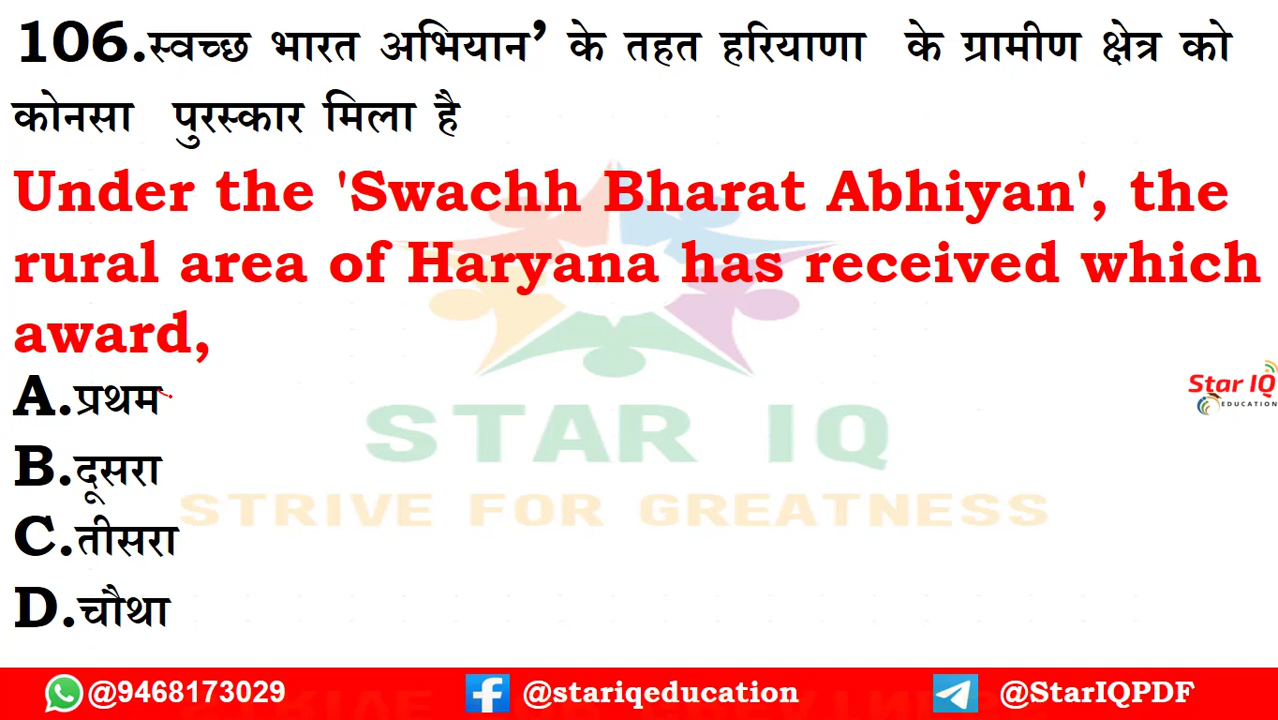 106.स्वच्छ भारत अभियान’ के तहत हरियाणा के ग्रामीण क्षेत्र को
कोनसा पुरस्कार मिला है
Under the 'Swachh Bharat Abhiyan', the
rural area of Haryana has received which
award,
A.प्रथम
B.दूसरा
C.तीसरा
D.चौथा
STAR IQ
STRIVE FOR GREATNESS
Star IQ
EDUCATION
@9468173029 @stariqeducation @StarIQPDF